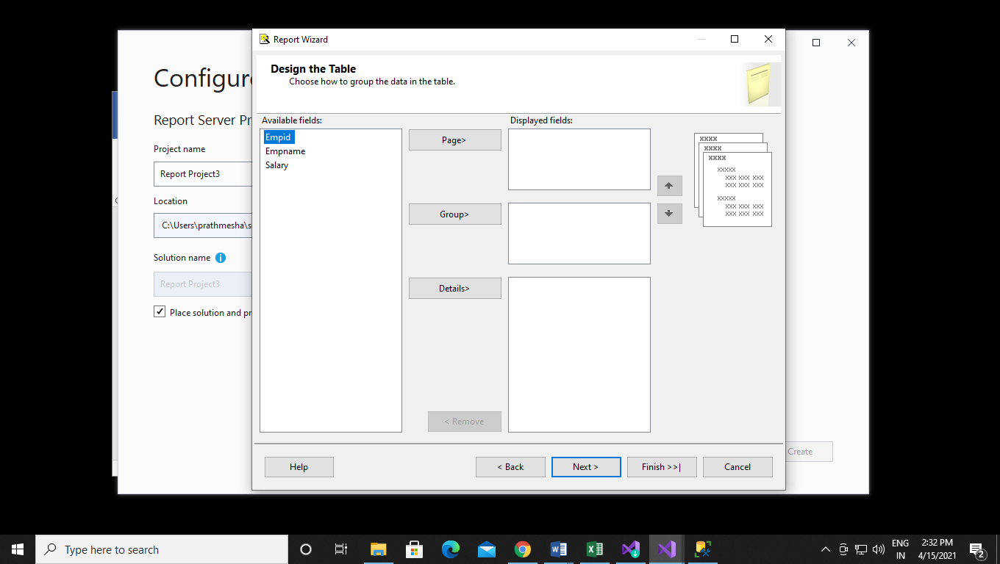 Report Wizard
Design the Table
Choose how to group the data in the table.
Available fields:
Displayed fields:
Empid
Empname
Salary
Page>
Group>
Details>
< Remove
xxxx
xxxx
xxxx
xxxxx
xxx xxx xxx
xxx xxx xxx
xxxxx
xxx xxx xxx
xxx xxx xxx
Help
< Back
Next >
Finish >>|
Cancel
Configur
Report Server Pr
Project name
Report Project3
Location
C:\Users\prathmesha\s
Solution name
Report Project3
Place solution and pr
Create
Type here to search
ENG
IN
2:32 PM
4/15/2021
2